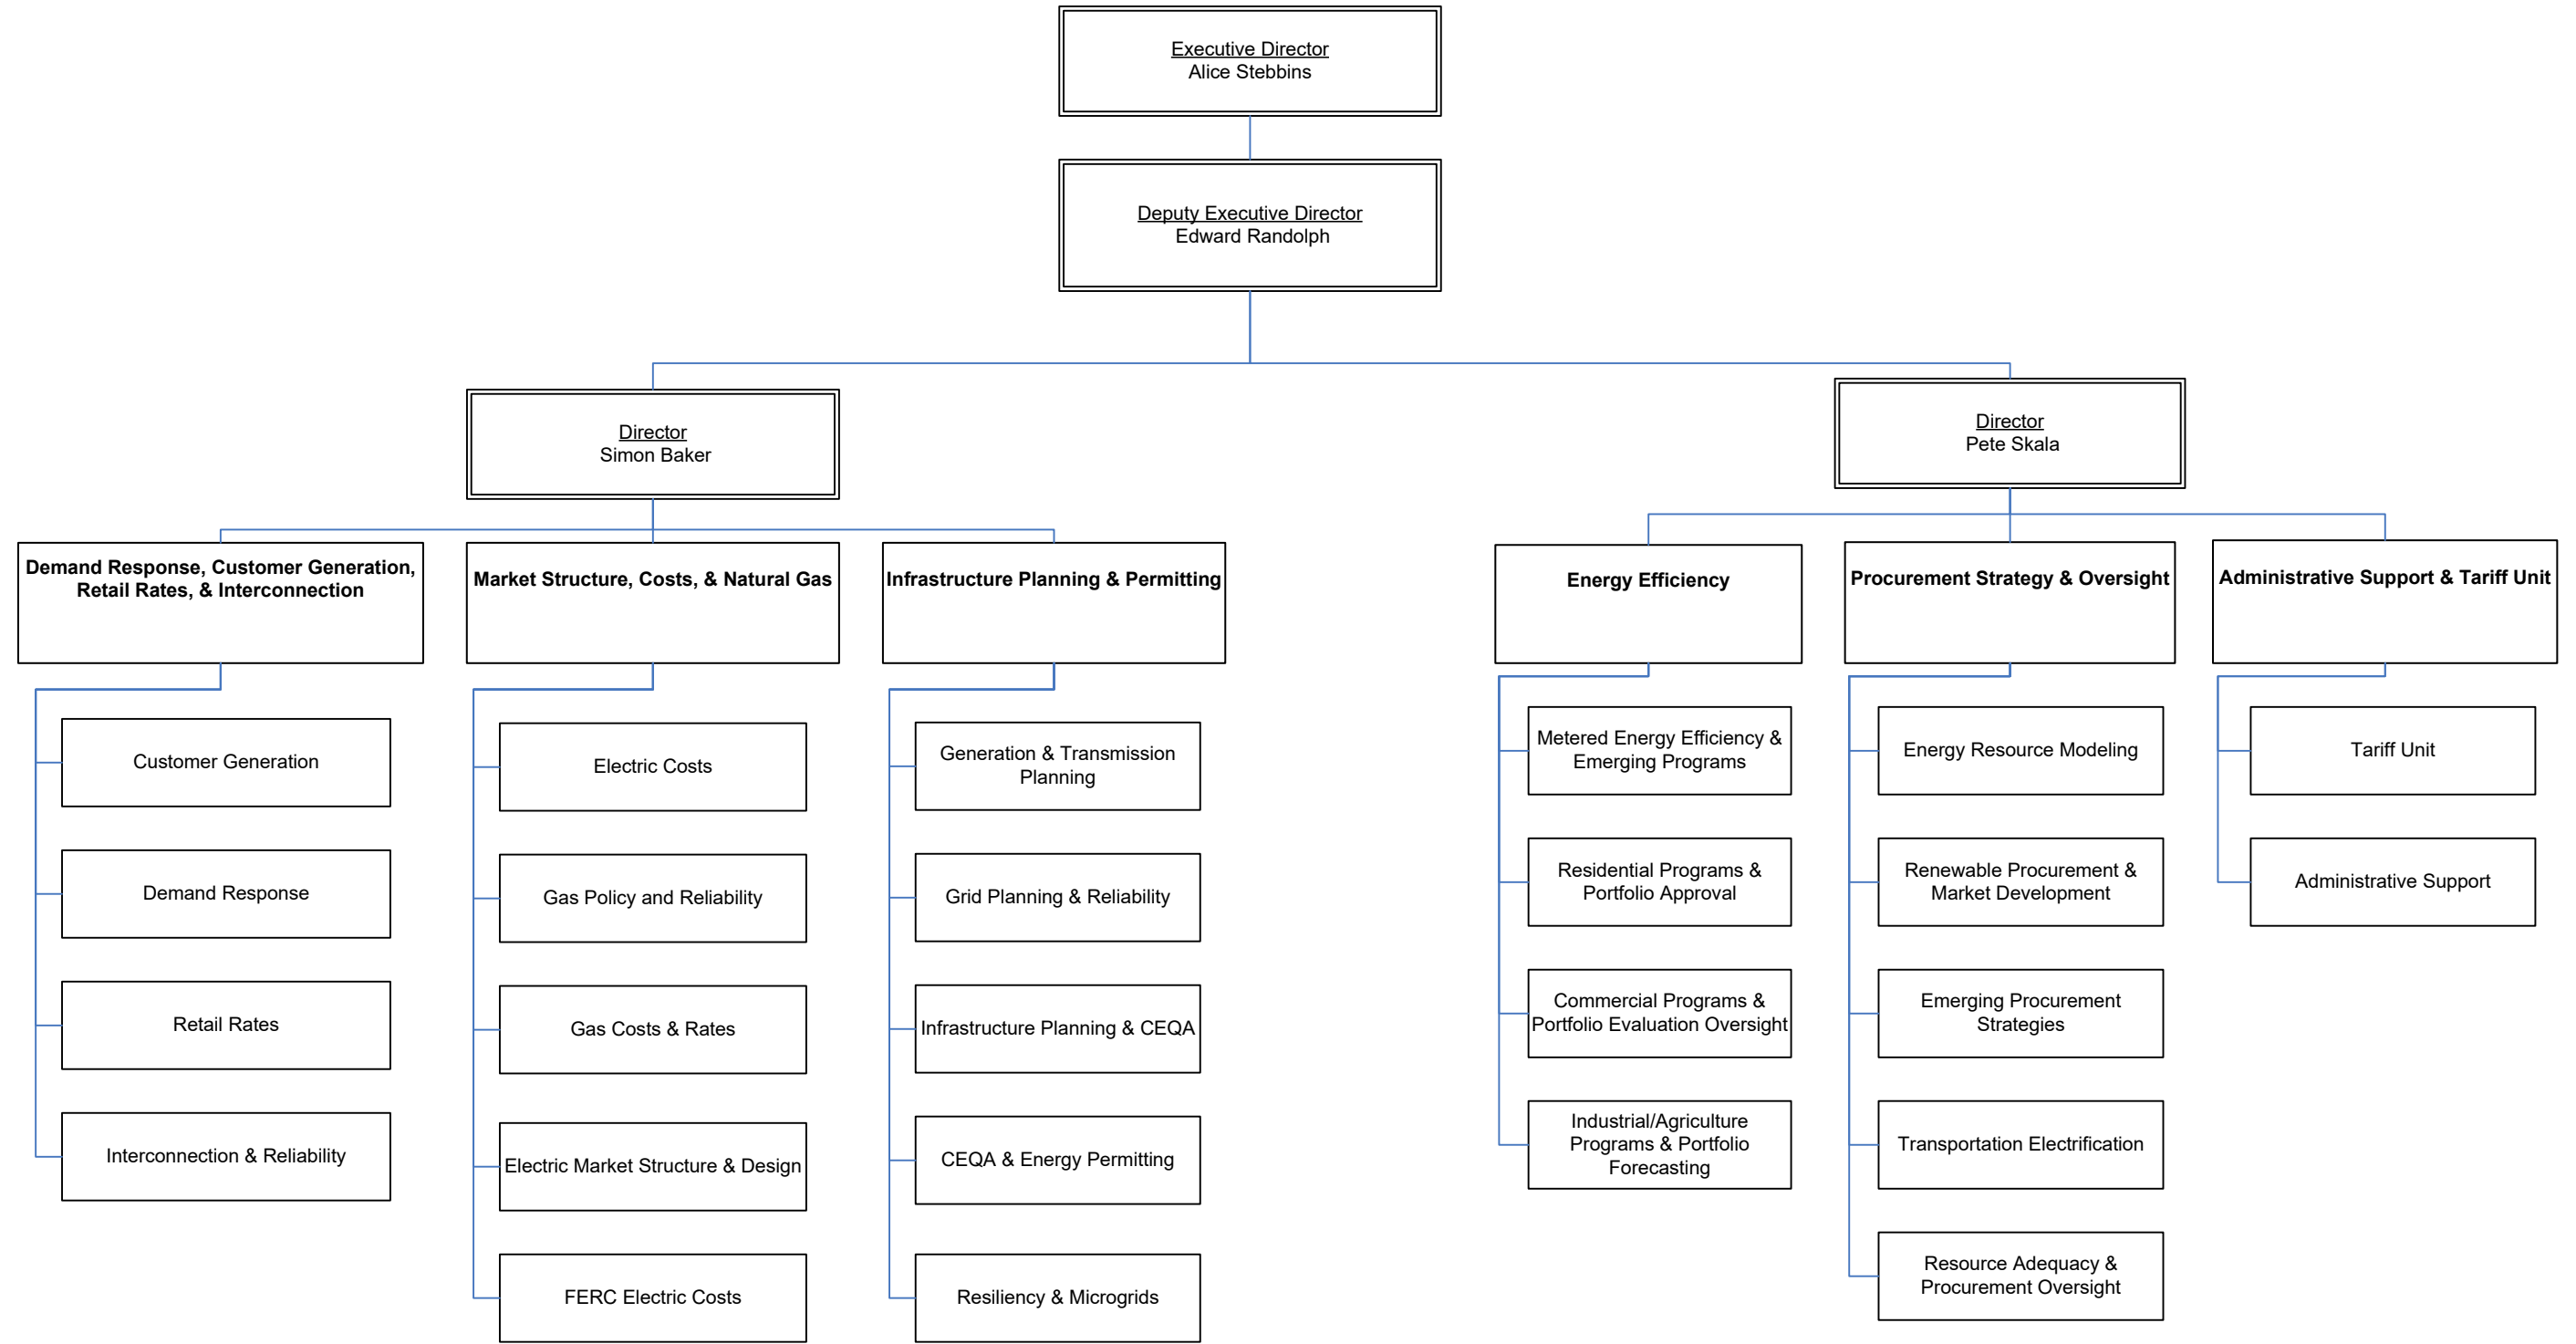 Executive Director
Alice Stebbins
Deputy Executive Director
Edward Randolph
Director
Simon Baker
Director
Pete Skala
Demand Response, Customer Generation,
Retail Rates, & Interconnection
Market Structure, Costs, & Natural Gas
Infrastructure Planning & Permitting
Energy Efficiency
Procurement Strategy & Oversight
Administrative Support & Tariff Unit
Customer Generation
Demand Response
Retail Rates
Interconnection & Reliability
Electric Costs
Gas Policy and Reliability
Gas Costs & Rates
Electric Market Structure & Design
FERC Electric Costs
Generation & Transmission
Planning
Grid Planning & Reliability
Infrastructure Planning & CEQA
CEQA & Energy Permitting
Resiliency & Microgrids
Metered Energy Efficiency &
Emerging Programs
Residential Programs &
Portfolio Approval
Commercial Programs &
Portfolio Evaluation Oversight
Industrial/Agriculture
Programs & Portfolio
Forecasting
Energy Resource Modeling
Renewable Procurement &
Market Development
Emerging Procurement
Strategies
Transportation Electrification
Resource Adequacy &
Procurement Oversight
Tariff Unit
Administrative Support